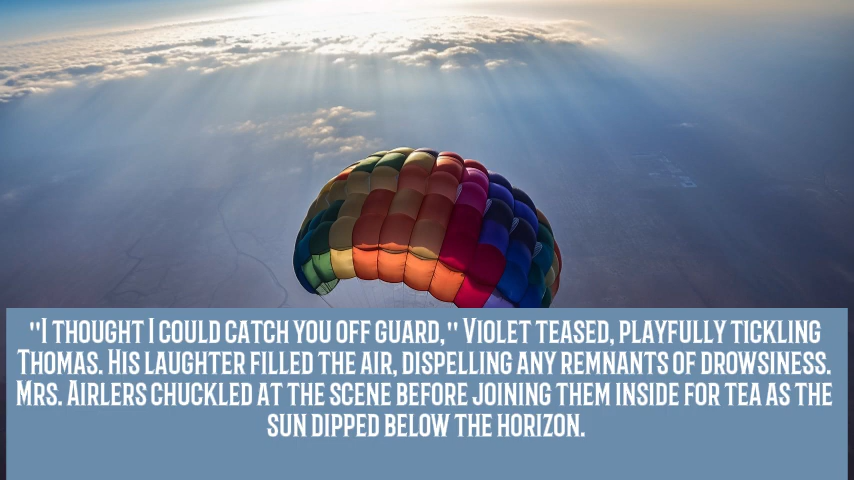 "I thought I could catch you off guard," Violet teased, playfully tickling
Thomas. His laughter filled the air, dispelling any remnants of drowsiness.
Mrs. Airlers chuckled at the scene before joining them inside for tea as the
sun dipped below the horizon.